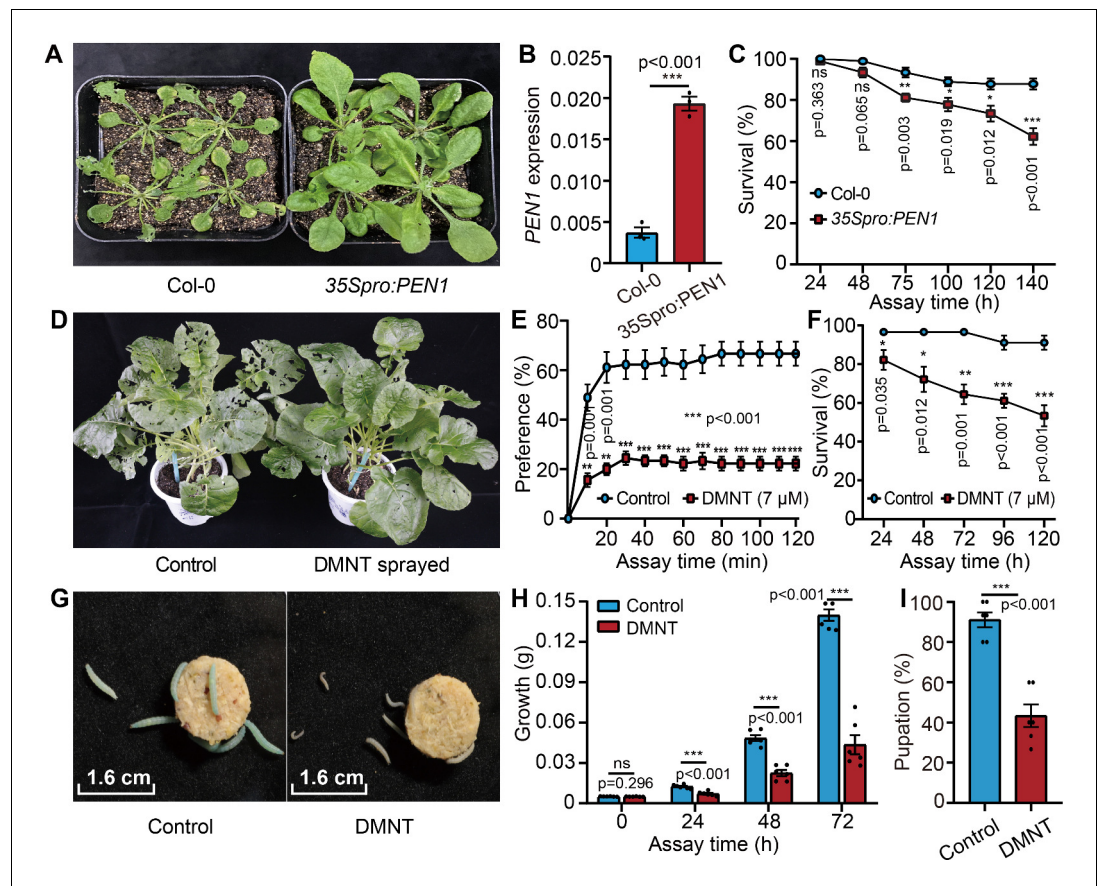 A
Col-0
35Spro:PEN1
B
p<0.001
***
PEN1 expression
0.025
0.020
0.015
0.010
0.005
0
Col-0
35Spro:PEN1
C
Survival (%)
100
80
60
40
20
0
ns
p=0.363
ns
p=0.065
**
p=0.003
*
p=0.019
*
p=0.012
***
p<0.001
Col-0
35Spro:PEN1
24 48 75 100 120 140
Assay time (h)
D
Control
DMNT sprayed
E
Preference (%)
80
60
40
20
0
p=0.001
p=0.001
*** p<0.001
** ** *** *** *** *** *** *** *** *** *** ***
Control
DMNT (7 µM)
20 40 60 80 100 120
Assay time (min)
F
Survival (%)
100
80
60
40
20
0
*
p=0.035
*
p=0.012
**
p=0.001
***
p<0.001
***
p<0.001
Control
DMNT (7 µM)
24 48 72 96 120
Assay time (h)
G
1.6 cm
1.6 cm
Control
DMNT
H
Growth (g)
0.15
0.12
0.09
0.06
0.03
0
Control
DMNT
ns
p=0.296
***
p<0.001
***
p<0.001
p<0.001 ***
0 24 48 72
Assay time (h)
I
***
p<0.001
Pupation (%)
100
80
60
40
20
0
Control
DMNT